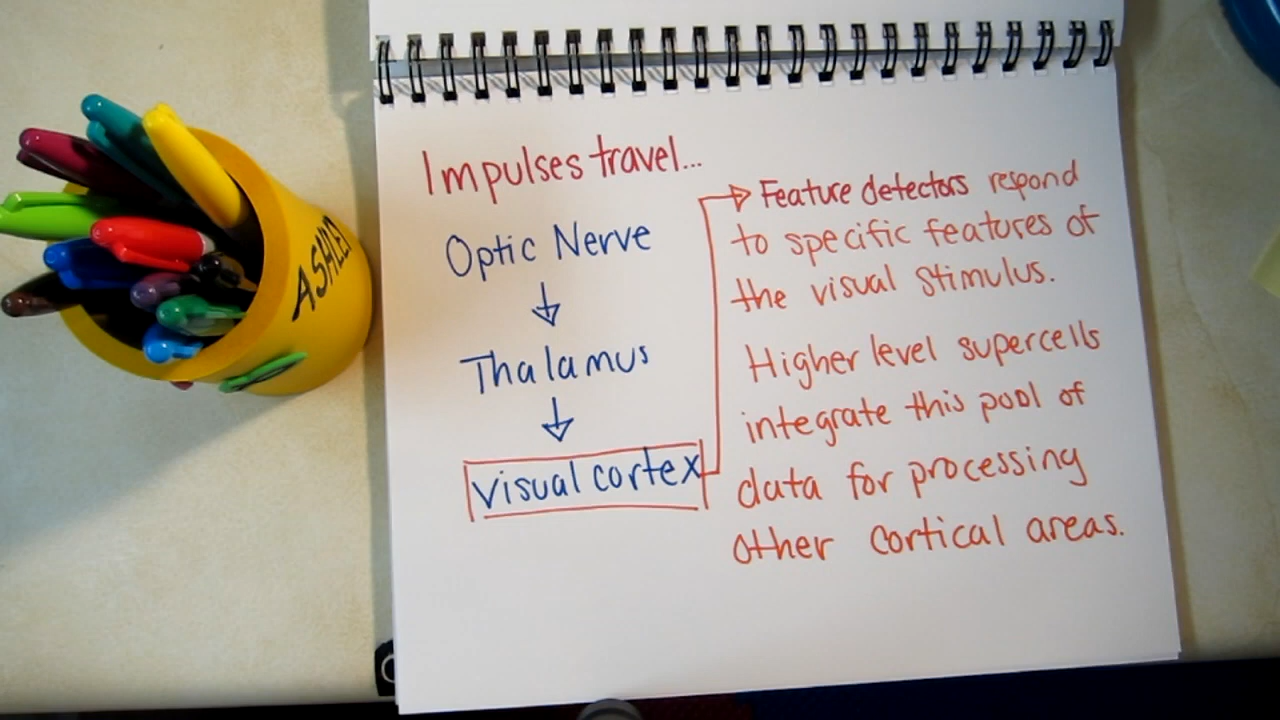 Impulses travel...
Optic Nerve
Thalamus
visual cortex
Feature detectors respond
to specific features of
the visual stimulus.
Higher level supercells
integrate this pool of
data for processing
other cortical areas.
ASHLEY